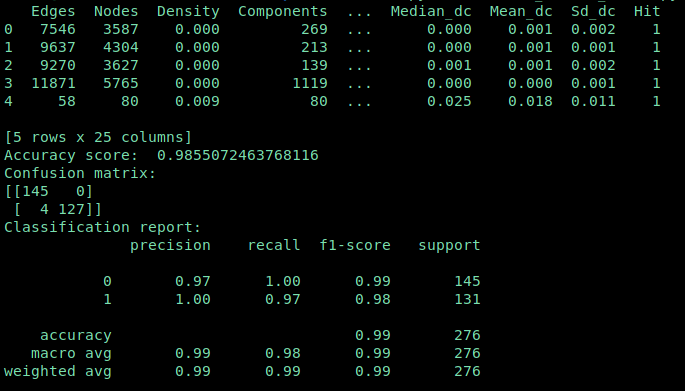 Edges  Nodes  Density  Components  ...  Median_dc  Mean_dc  Sd_dc  Hit
0   7546   3587    0.000         269  ...      0.000    0.001  0.002    1
1   9637   4304    0.000         213  ...      0.000    0.001  0.001    1
2   9270   3627    0.000         139  ...      0.001    0.001  0.002    1
3  11871   5765    0.000        1119  ...      0.000    0.000  0.001    1
4     58     80    0.009          80  ...      0.025    0.018  0.011    1
[5 rows x 25 columns]
Accuracy score:  0.9855072463768116
Confusion matrix:
[[145   0]
 [  4 127]]
Classification report:
              precision    recall  f1-score   support
           0       0.97      1.00      0.99       145
           1       1.00      0.97      0.98       131
    accuracy                           0.99       276
   macro avg       0.99      0.98      0.99       276
weighted avg       0.99      0.99      0.99       276